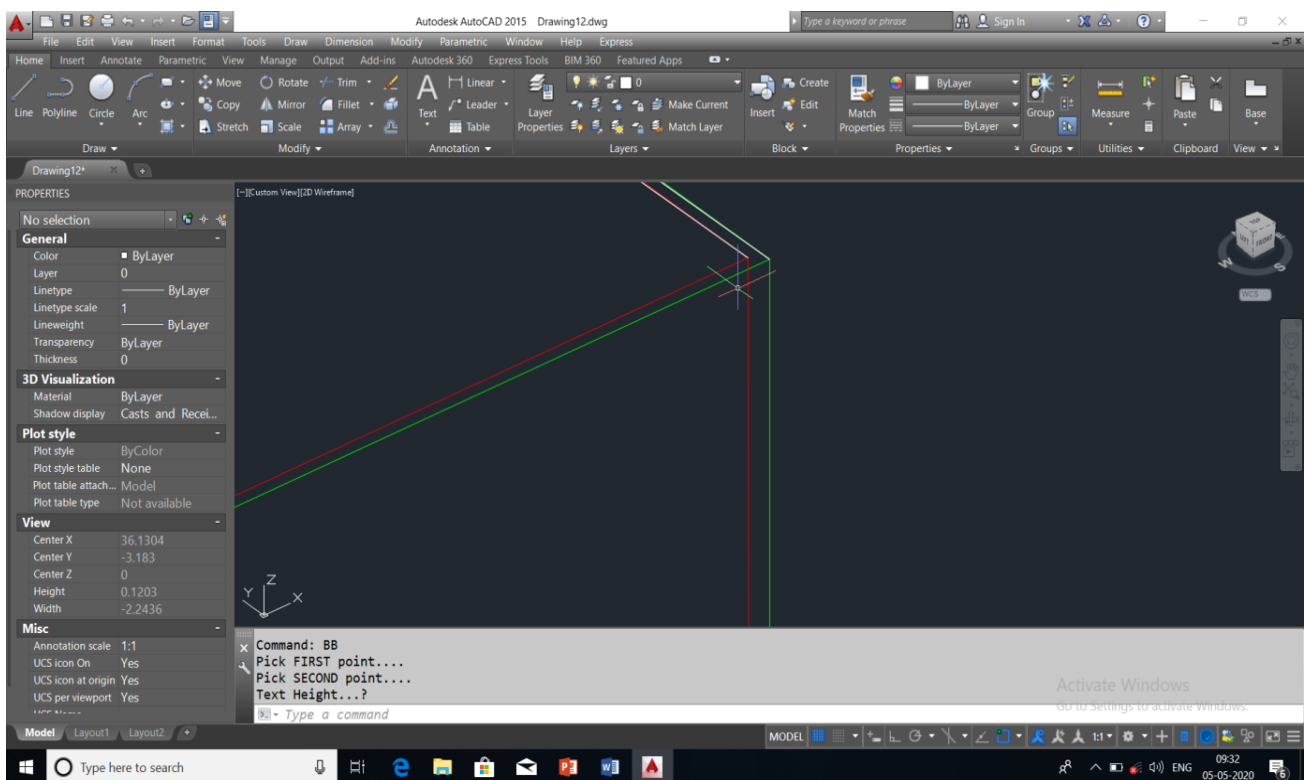 Autodesk AutoCAD 2015 Drawing12.dwg
Type a keyword or phrase
Sign In
File Edit View Insert Format Tools Draw Dimension Modify Parametric Window Help Express
Home Insert Annotate Parametric View Manage Output Add-ins Autodesk 360 Express Tools BIM 360 Featured Apps
Move Rotate Trim Linear 0 Create ByLayer
Line Polyline Circle Arc Copy Mirror Fillet Text Leader Layer Properties Make Current Insert Edit Match Properties ByLayer Group Measure Paste Base
Stretch Scale Array Table Match Layer ByLayer
Draw Modify Annotation Layers Block Properties Groups Utilities Clipboard View
Drawing12*
PROPERTIES
[-][Custom View][2D Wireframe]
No selection
General
Color ByLayer
Layer 0
Linetype ByLayer
Linetype scale 1
Lineweight ByLayer
Transparency ByLayer
Thickness 0
3D Visualization
Material ByLayer
Shadow display Casts and Recei...
Plot style
Plot style ByColor
Plot style table None
Plot table attach... Model
Plot table type Not available
View
Center X 36.1304
Center Y -3.183
Center Z 0
Height 0.1203
Width -2.2436
Misc
Annotation scale 1:1
UCS icon On Yes
UCS icon at origin Yes
UCS per viewport Yes
TOP
LEFT FRONT
W S E
WCS
Z
Y X
Command: BB
Pick FIRST point....
Pick SECOND point....
Text Height...?
Type a command
Activate Windows
Go to Settings to activate Windows.
Model Layout1 Layout2 +
MODEL 1:1
Type here to search
ENG 09:32
05-05-2020
6